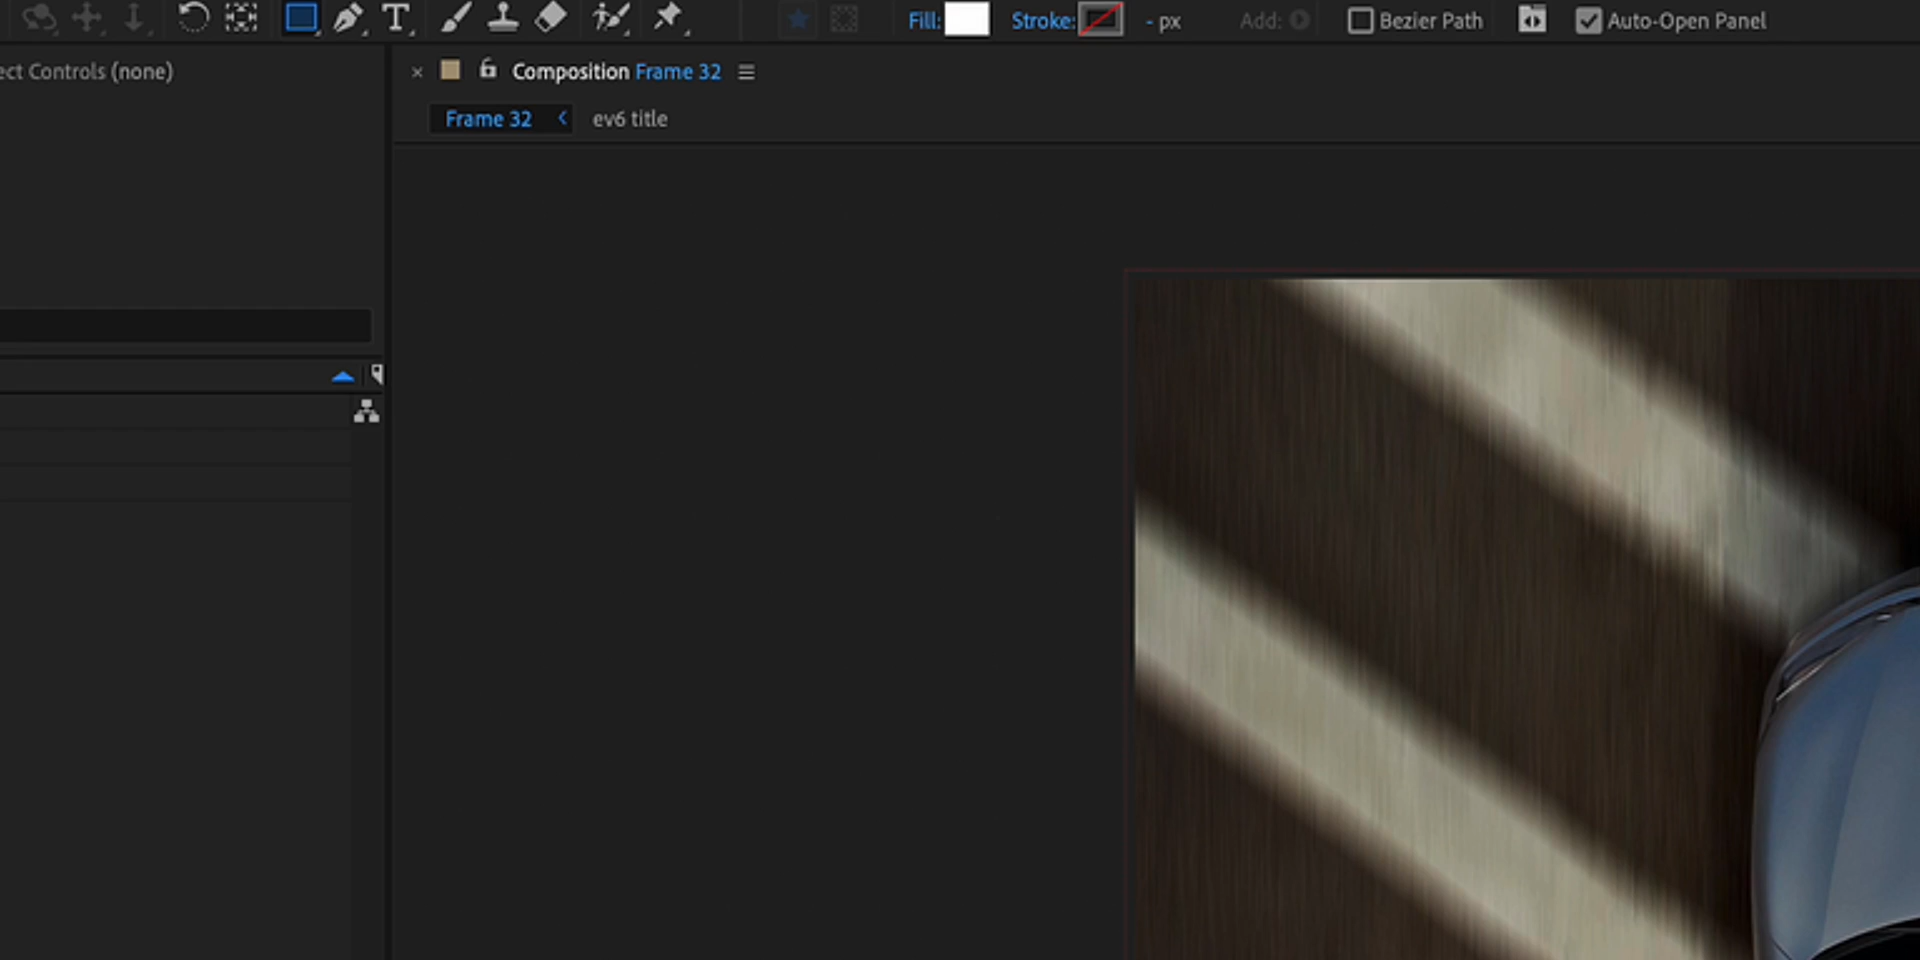 Fill: Stroke: - px Add: Bezier Path Auto-Open Panel
ect Controls (none)
Composition Frame 32
Frame 32 ev6 title